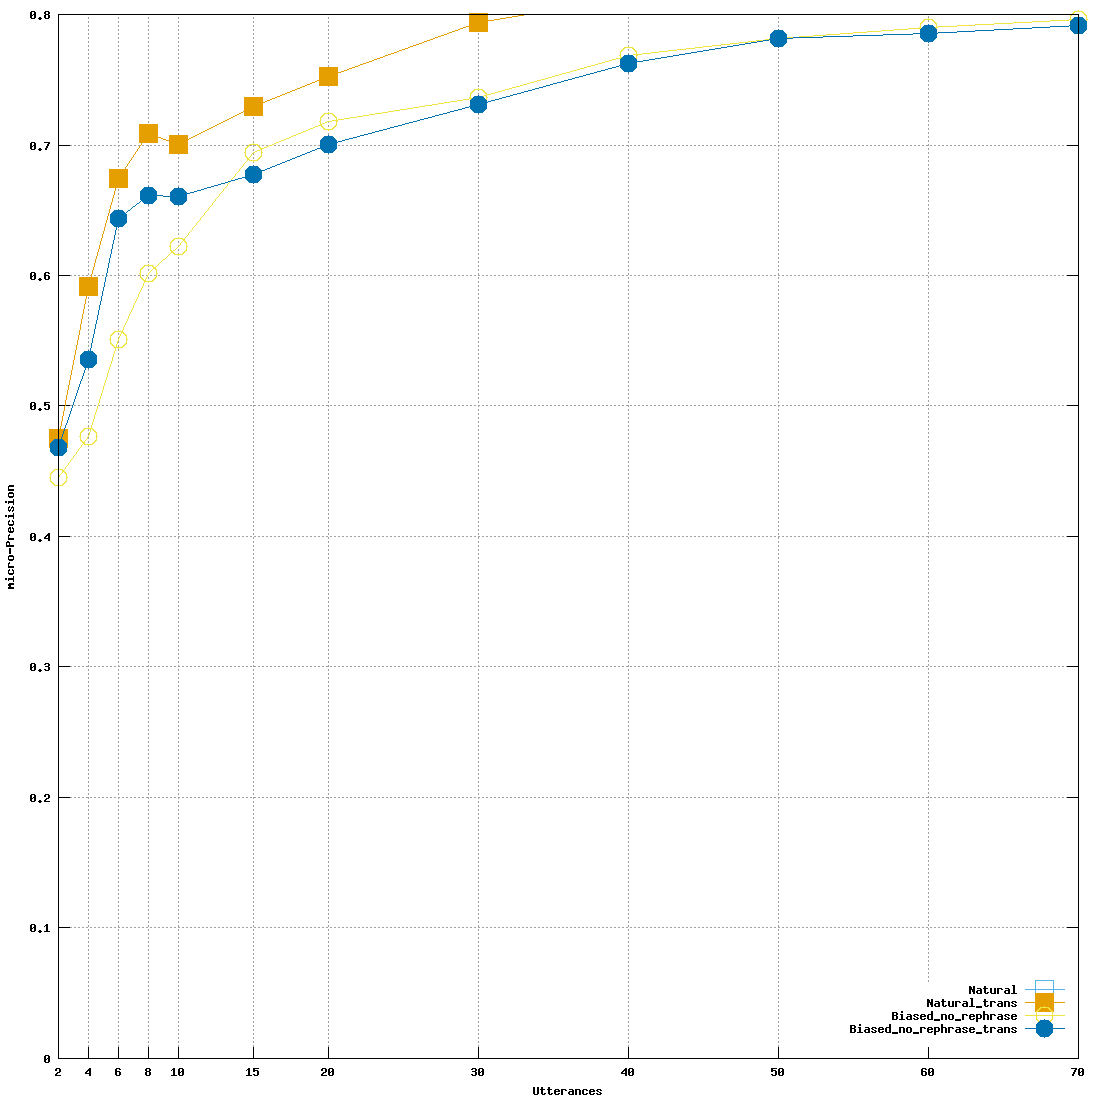 0.8
0.7
0.6
0.5
0.4
0.3
0.2
0.1
0
micro-Precision
2 4 6 8 10 15 20 30 40 50 60 70
Utterances
Natural
Natural_trans
Biased_no_rephrase
Biased_no_rephrase_trans